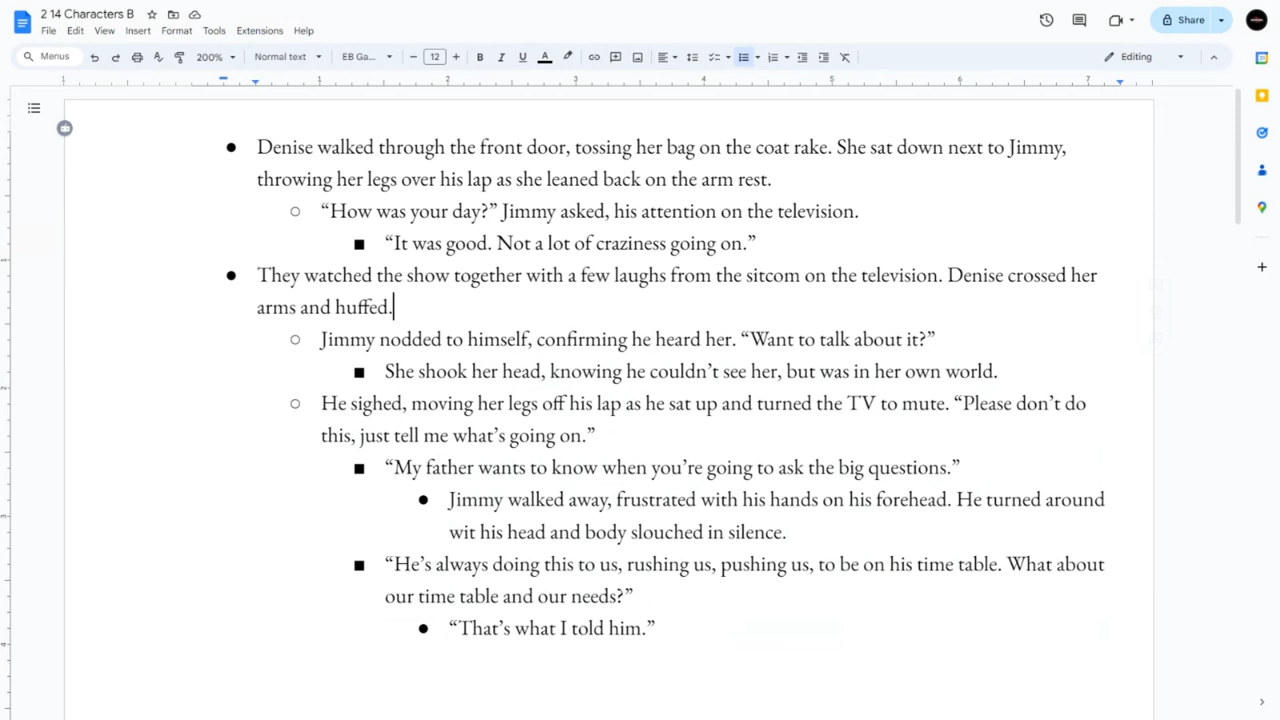 2 14 Characters B
File Edit View Insert Format Tools Extensions Help
Share
Menus 200% Normal text EB Ga... 12 B I U A Editing
1 1 2 3 4 5 6 7
● Denise walked through the front door, tossing her bag on the coat rake. She sat down next to Jimmy,
throwing her legs over his lap as she leaned back on the arm rest.
○ “How was your day?” Jimmy asked, his attention on the television.
■ “It was good. Not a lot of craziness going on.”
● They watched the show together with a few laughs from the sitcom on the television. Denise crossed her
arms and huffed.
○ Jimmy nodded to himself, confirming he heard her. “Want to talk about it?”
■ She shook her head, knowing he couldn’t see her, but was in her own world.
○ He sighed, moving her legs off his lap as he sat up and turned the TV to mute. “Please don’t do
this, just tell me what’s going on.”
■ “My father wants to know when you’re going to ask the big questions.”
● Jimmy walked away, frustrated with his hands on his forehead. He turned around
wit his head and body slouched in silence.
■ “He’s always doing this to us, rushing us, pushing us, to be on his time table. What about
our time table and our needs?”
● “That’s what I told him.”